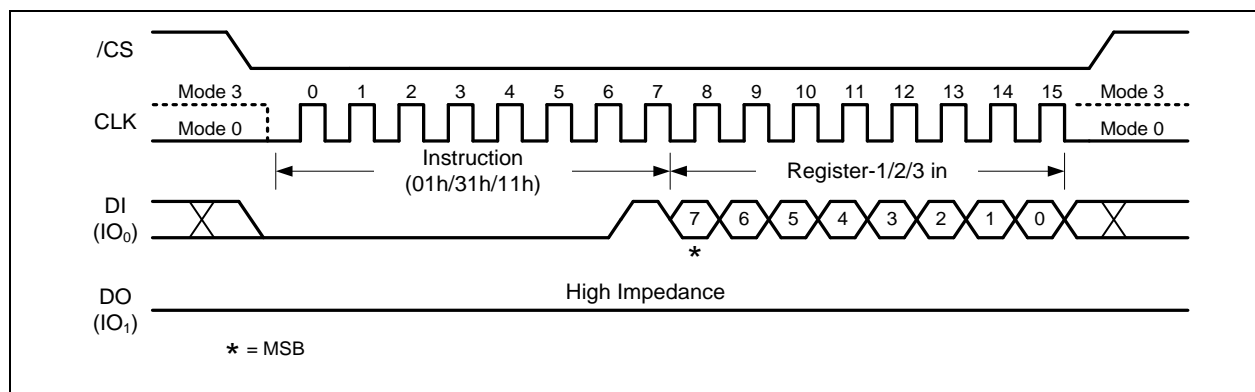 /CS
Mode 3 0 1 2 3 4 5 6 7 8 9 10 11 12 13 14 15 Mode 3
CLK
Mode 0 Mode 0
Instruction
(01h/31h/11h)
Register-1/2/3 in
DI
(IO₀)
7 6 5 4 3 2 1 0
*
High Impedance
DO
(IO₁)
* = MSB